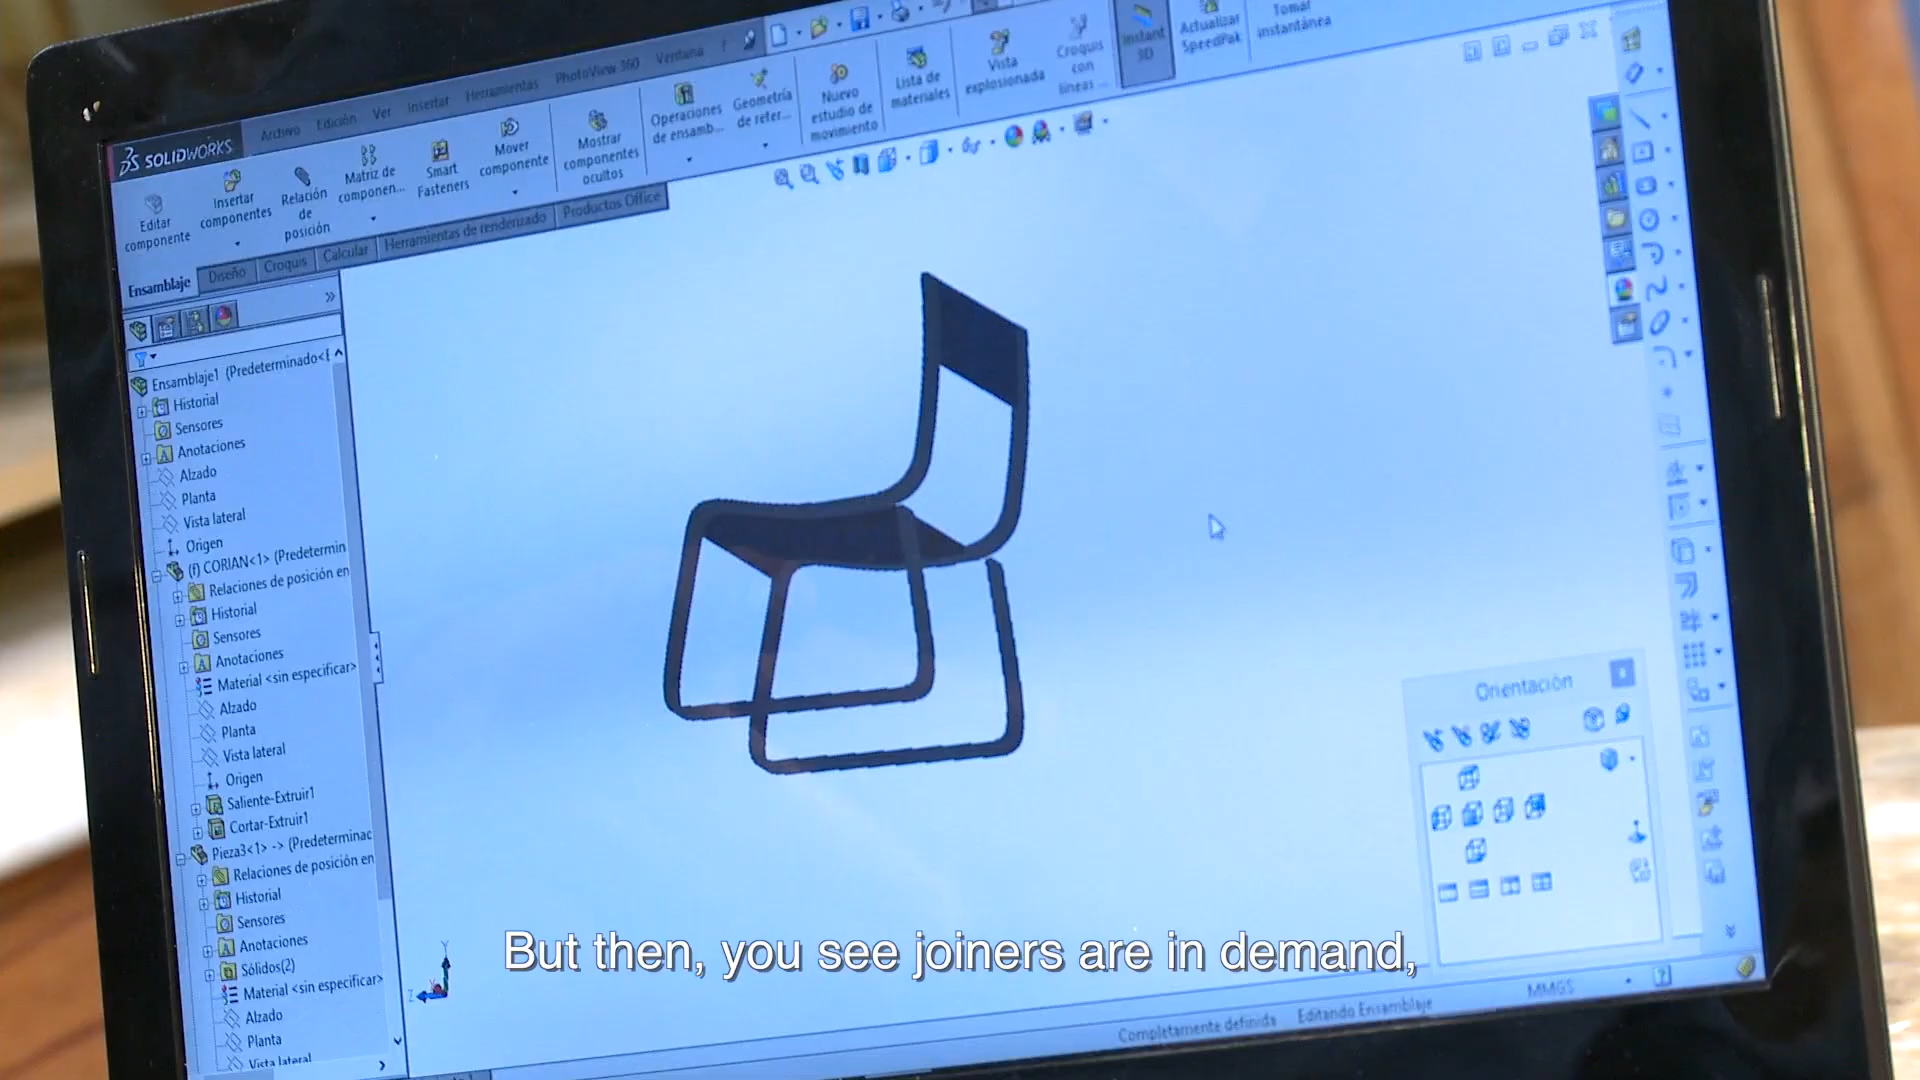 SOLIDWORKS
Archivo Edición Ver Insertar Herramientas PhotoView 360 Ventana
Editar componente
Insertar componentes
Relación de posición
Matriz de componen...
Smart Fasteners
Mover componente
Mostrar componentes ocultos
Operaciones de ensamb...
Geometría de refer...
Nuevo estudio de movimiento
Lista de materiales
Vista explosionada
Croquis con líneas ...
Instant 3D
Actualizar SpeedPak
Tomar instantánea
Ensamblaje Diseño Croquis Calcular Herramientas de renderizado Productos Office
Ensamblaje1 (Predeterminado<
Historial
Sensores
Anotaciones
Alzado
Planta
Vista lateral
Origen
(f) CORIAN<1> (Predetermin
Relaciones de posición en
Historial
Sensores
Anotaciones
Material <sin especificar>
Alzado
Planta
Vista lateral
Origen
Saliente-Extruir1
Cortar-Extruir1
Pieza3<1> -> (Predeterminac
Relaciones de posición en
Historial
Sensores
Anotaciones
Sólidos(2)
Material <sin especificar>
Alzado
Planta
Vista lateral
Orientación
Y
Z
But then, you see joiners are in demand,
Completamente definida Editando Ensamblaje MMGS